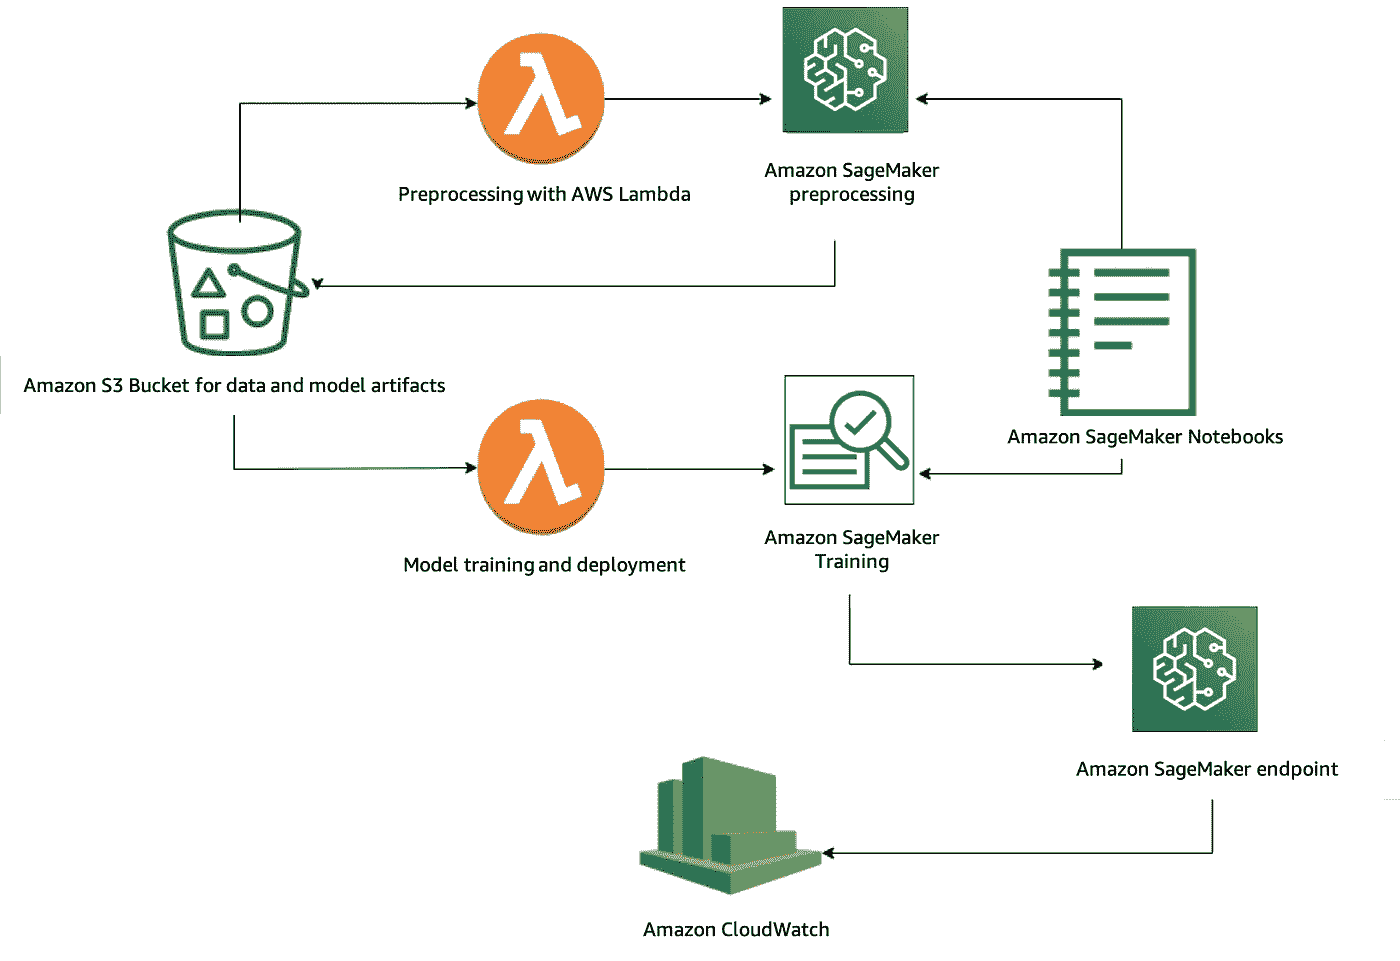 Preprocessing with AWS Lambda
Amazon SageMaker
preprocessing
Amazon S3 Bucket for data and model artifacts
Amazon SageMaker Notebooks
Model training and deployment
Amazon SageMaker
Training
Amazon SageMaker endpoint
Amazon CloudWatch